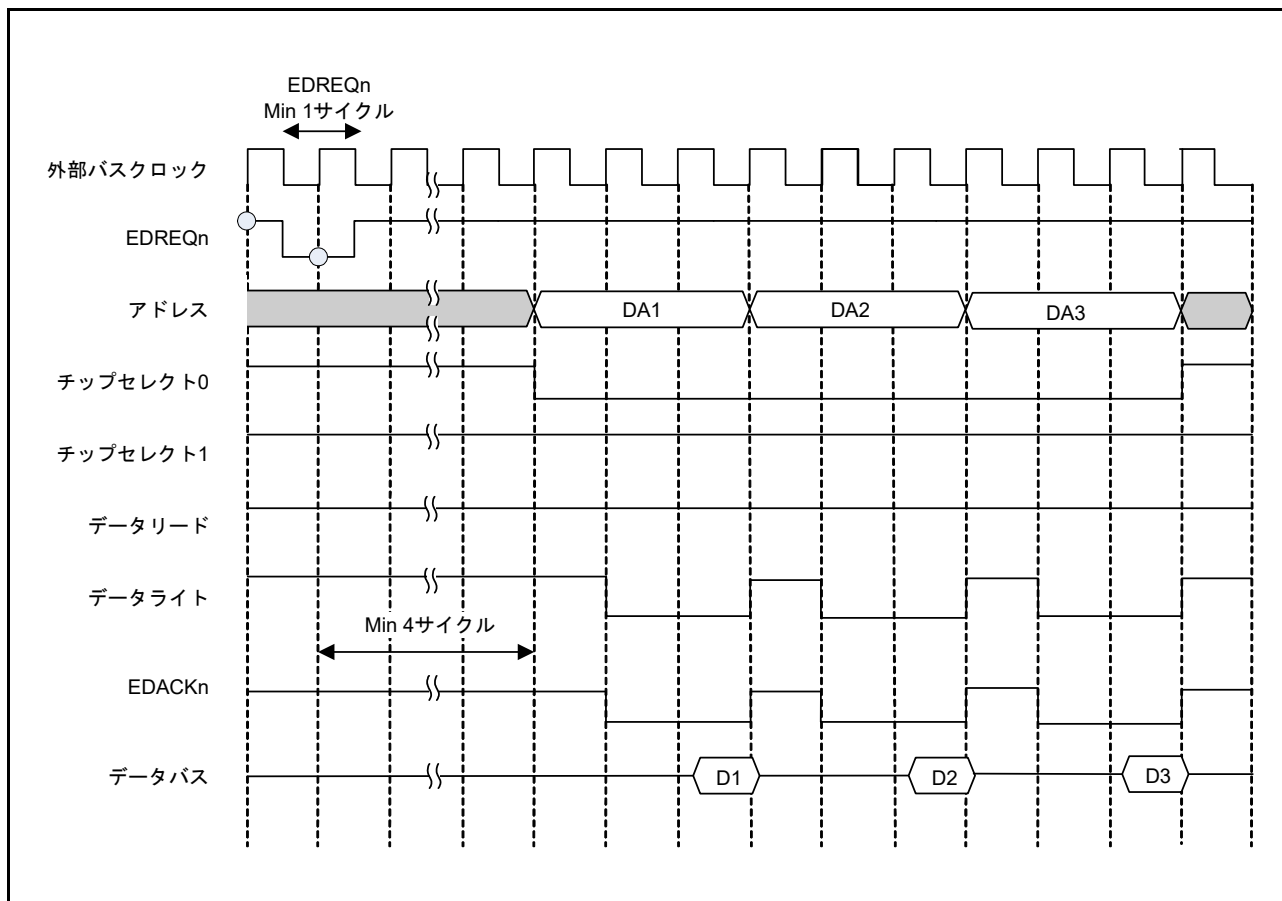 EDREQn
Min 1サイクル
外部バスクロック
EDREQn
アドレス
DA1
DA2
DA3
チップセレクト0
チップセレクト1
データリード
データライト
Min 4サイクル
EDACKn
データバス
D1
D2
D3